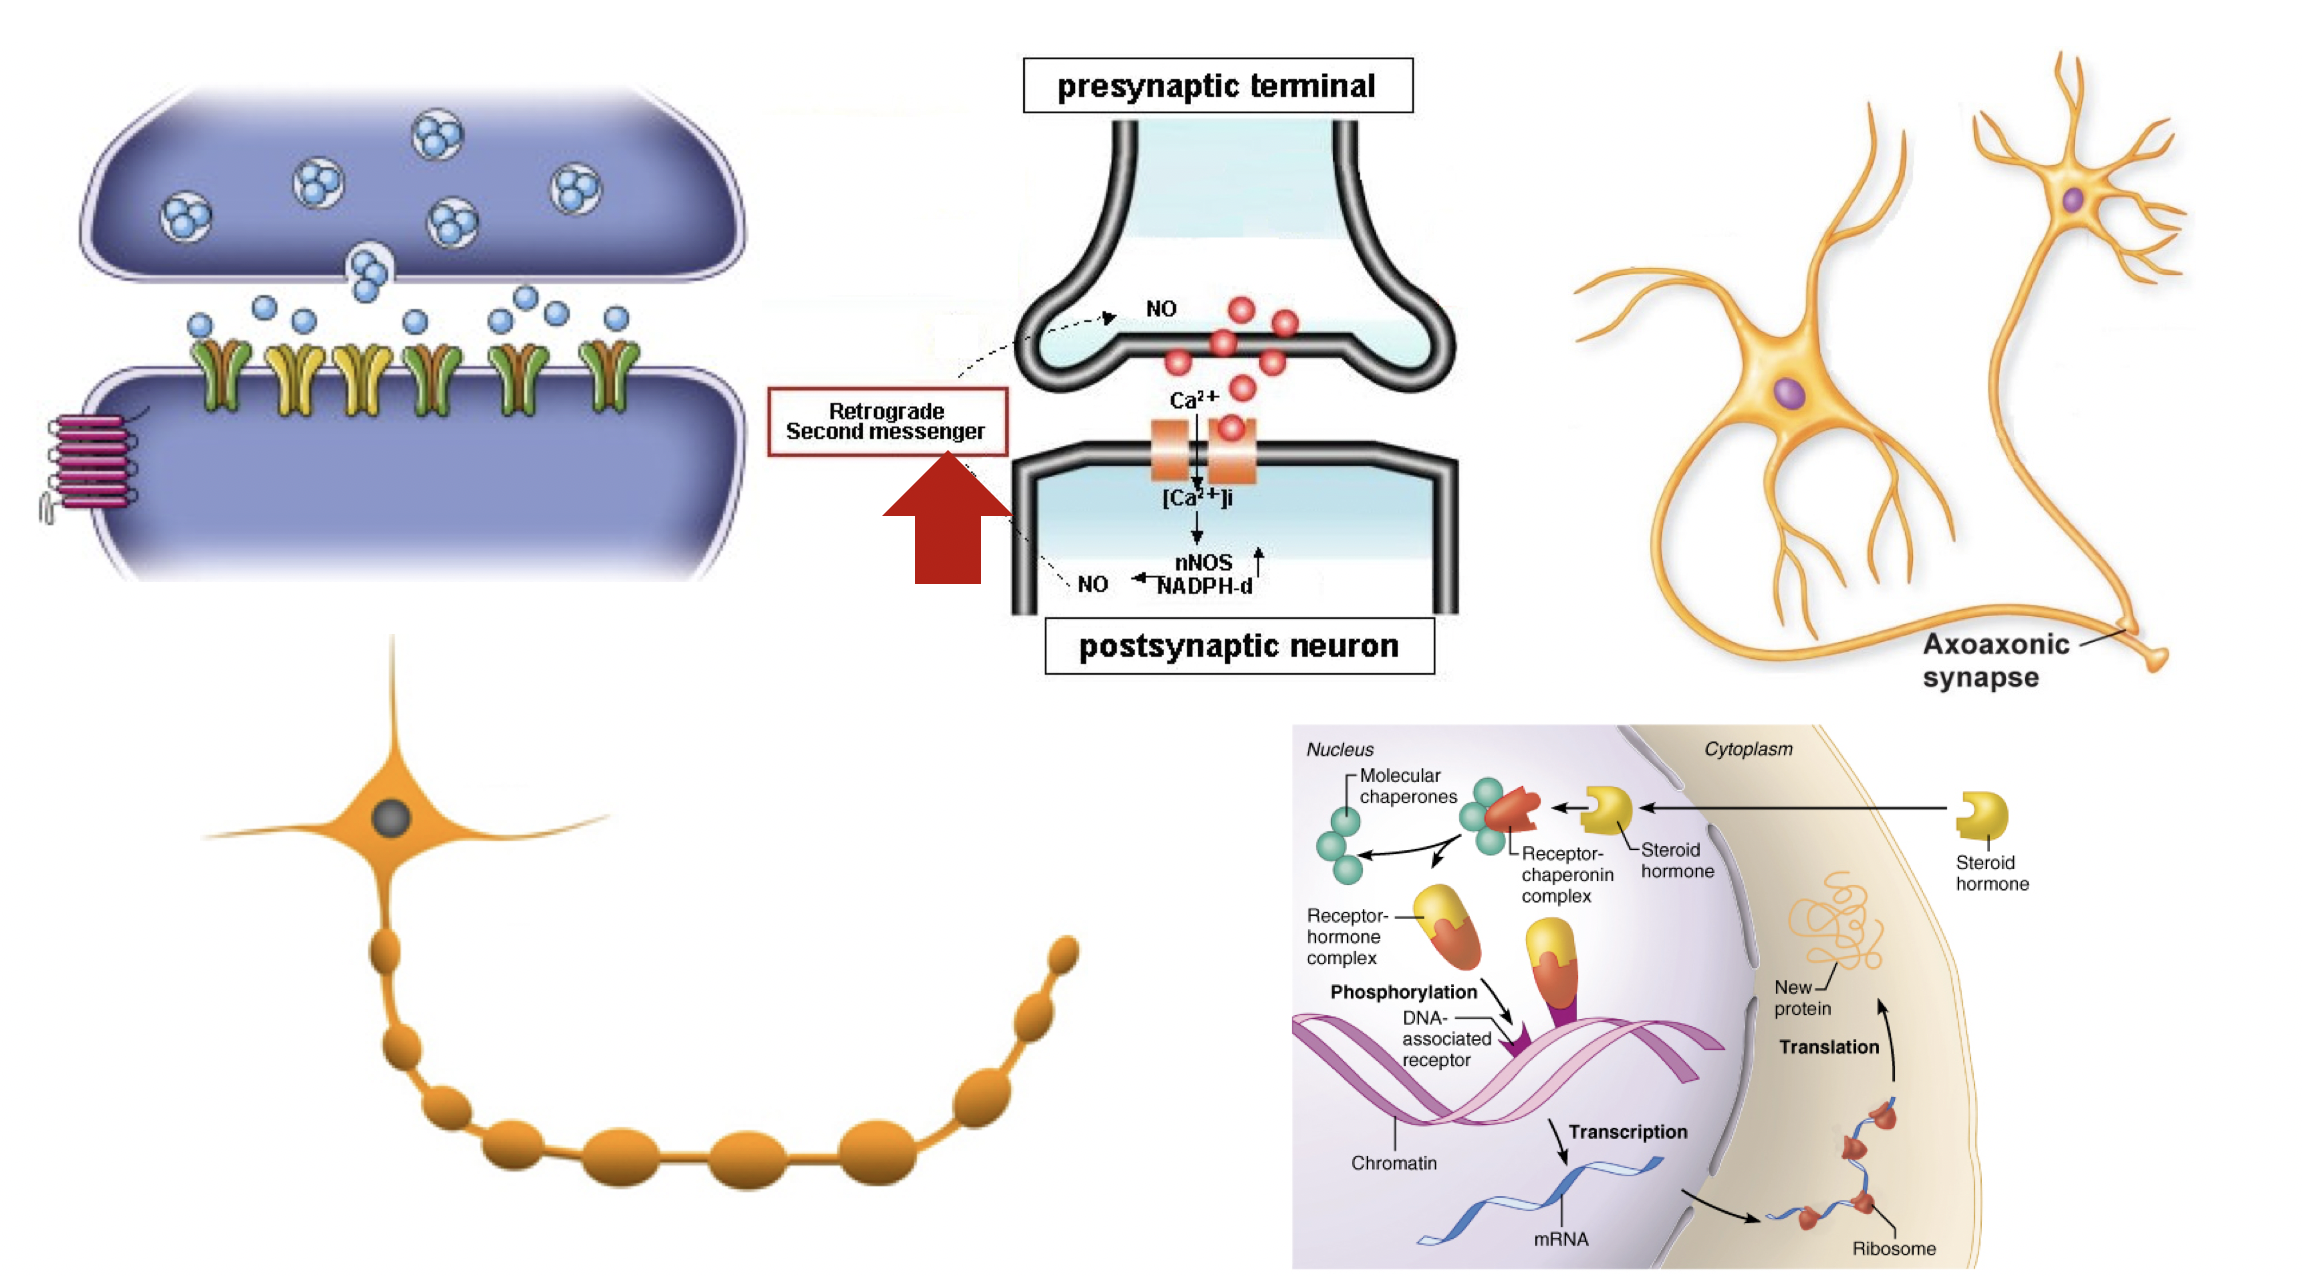 presynaptic terminal
NO
Retrograde
Second messenger
Ca²⁺
[Ca²⁺]i
nNOS
NADPH-d
NO
postsynaptic neuron
Axoaxonic
synapse
Nucleus
Cytoplasm
Molecular
chaperones
Steroid
hormone
Receptor-
chaperonin
complex
Steroid
hormone
Receptor-
hormone
complex
Phosphorylation
DNA-
associated
receptor
New
protein
Translation
Transcription
Chromatin
mRNA
Ribosome